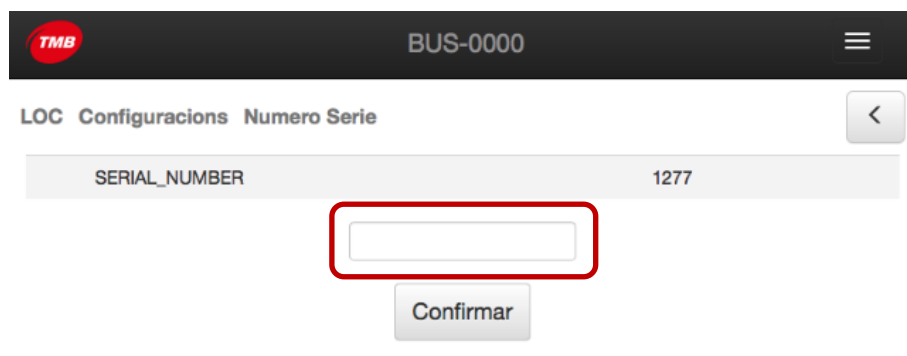 TMB BUS-0000
LOC Configuracions Numero Serie
SERIAL_NUMBER 1277
Confirmar